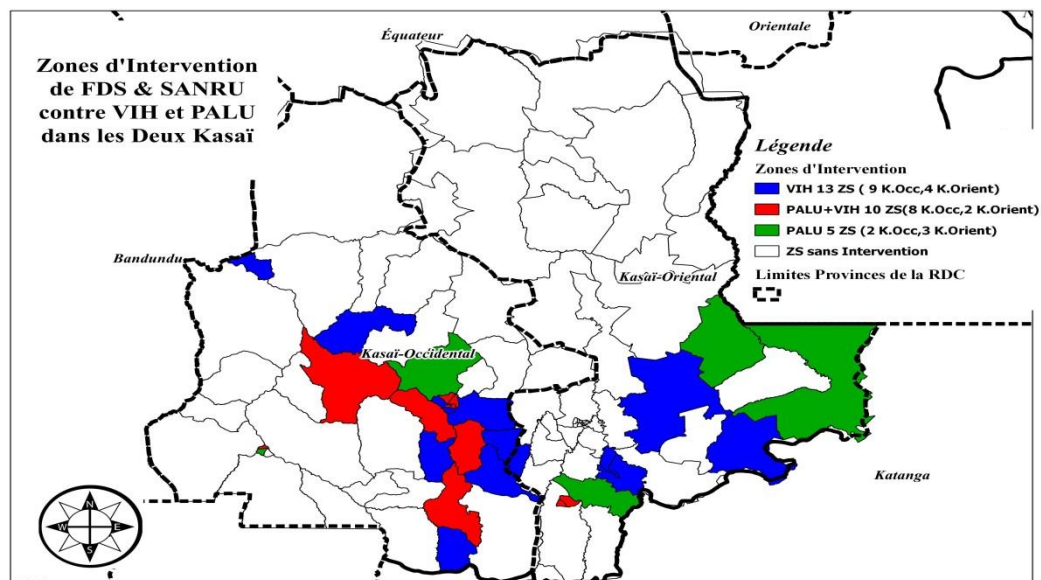 Équateur
Orientale
Zones d'Intervention
de FDS & SANRU
contre VIH et PALU
dans les Deux Kasaï
Légende
Zones d'Intervention
VIH 13 ZS ( 9 K.Occ,4 K.Orient)
PALU+VIH 10 ZS(8 K.Occ,2 K.Orient)
PALU 5 ZS (2 K.Occ,3 K.Orient)
ZS sans Intervention
Limites Provinces de la RDC
Bandundu
Kasaï-Oriental
Kasaï-Occidental
Katanga
N
W E
S